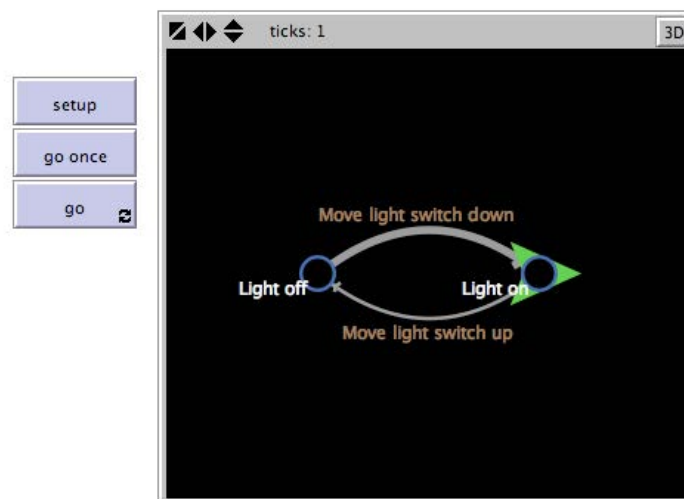 ticks: 1
3D
setup
go once
go
Move light switch down
Light off
Light on
Move light switch up